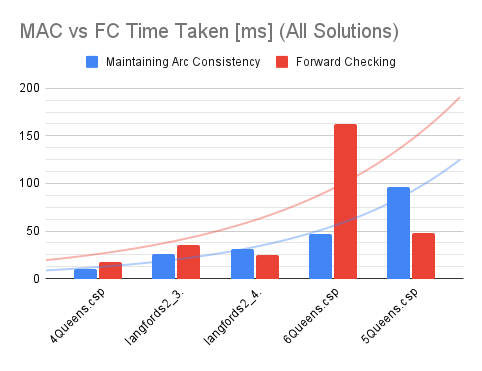 MAC vs FC Time Taken [ms] (All Solutions)
Maintaining Arc Consistency
Forward Checking
200
150
100
50
0
4Queens.csp
langfords2_3.
langfords2_4.
6Queens.csp
5Queens.csp